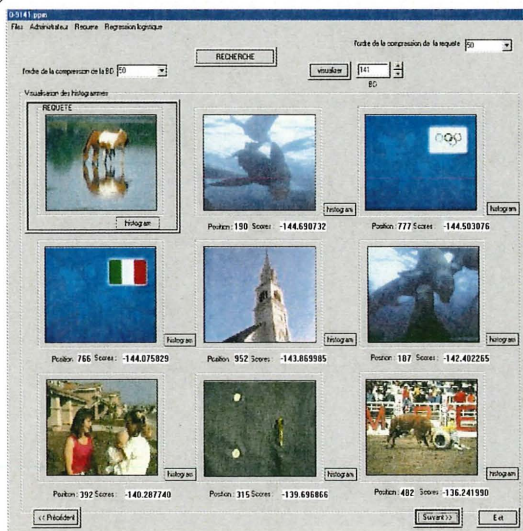 0-5141.ppm
Files Administrateur Requete Regression logistique
l'ordre de la compression de la requete 50
RECHERCHE
l'ordre de la compression de la BD 50
visualiser 141
BD
Visualisation des histogrammes
REQUETE
histogram
histogram
Position : 190 Scores : -144.690732
histogram
Position : 777 Scores : -144.503076
histogram
Position : 766 Scores : -144.075829
histogram
Position : 952 Scores : -143.869985
histogram
Position : 187 Scores : -142.402265
histogram
Position : 392 Scores : -140.287740
histogram
Position : 315 Scores : -139.696866
histogram
Position : 482 Scores : -136.241990
<< Précédent
Suivant >>
Exit